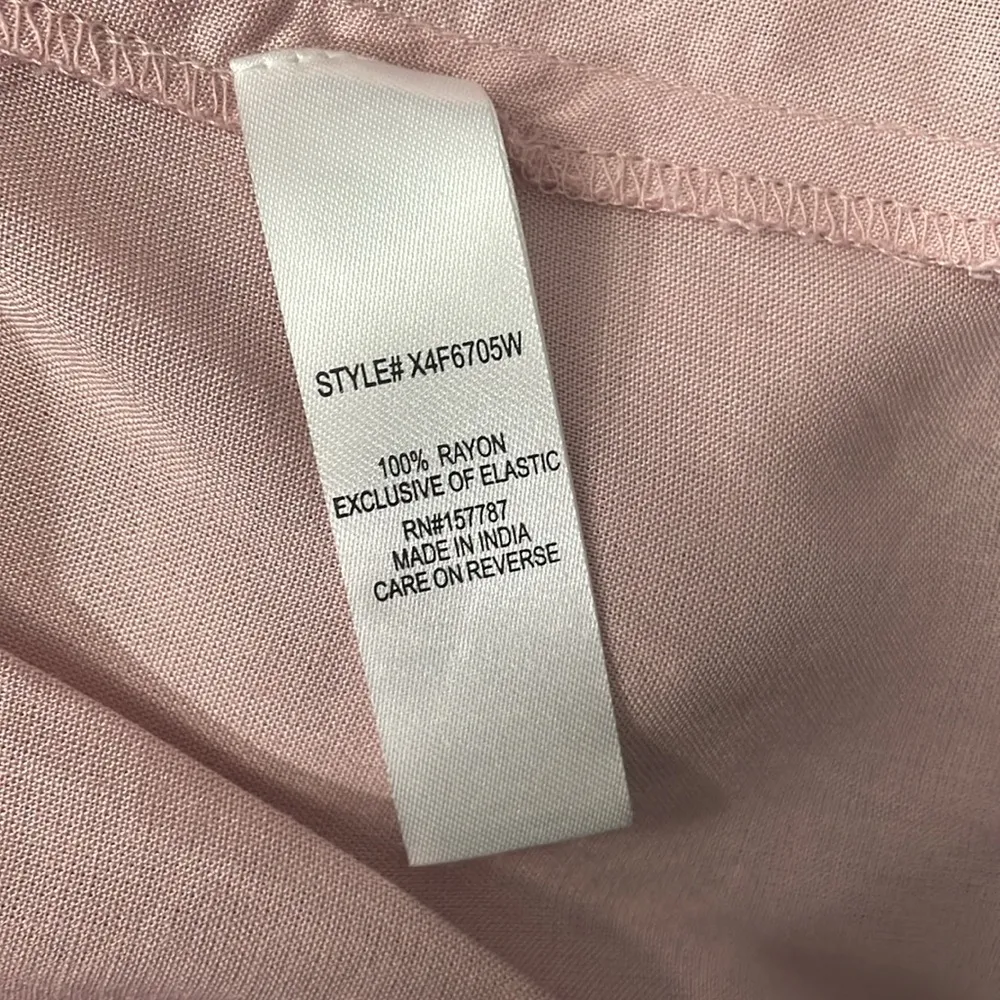 STYLE# X4F6705W
100% RAYON
EXCLUSIVE OF ELASTIC
RN#157787
MADE IN INDIA
CARE ON REVERSE